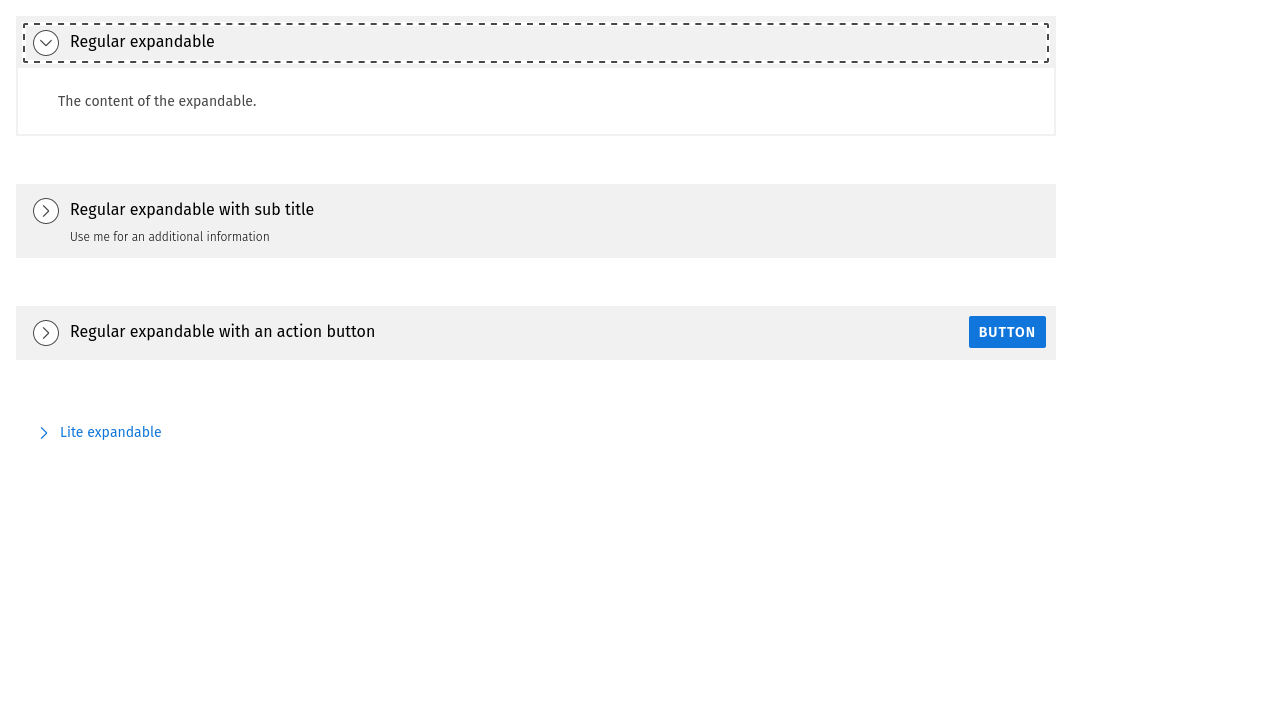 Regular expandable
The content of the expandable.
Regular expandable with sub title
Use me for an additional information
Regular expandable with an action button
BUTTON
Lite expandable